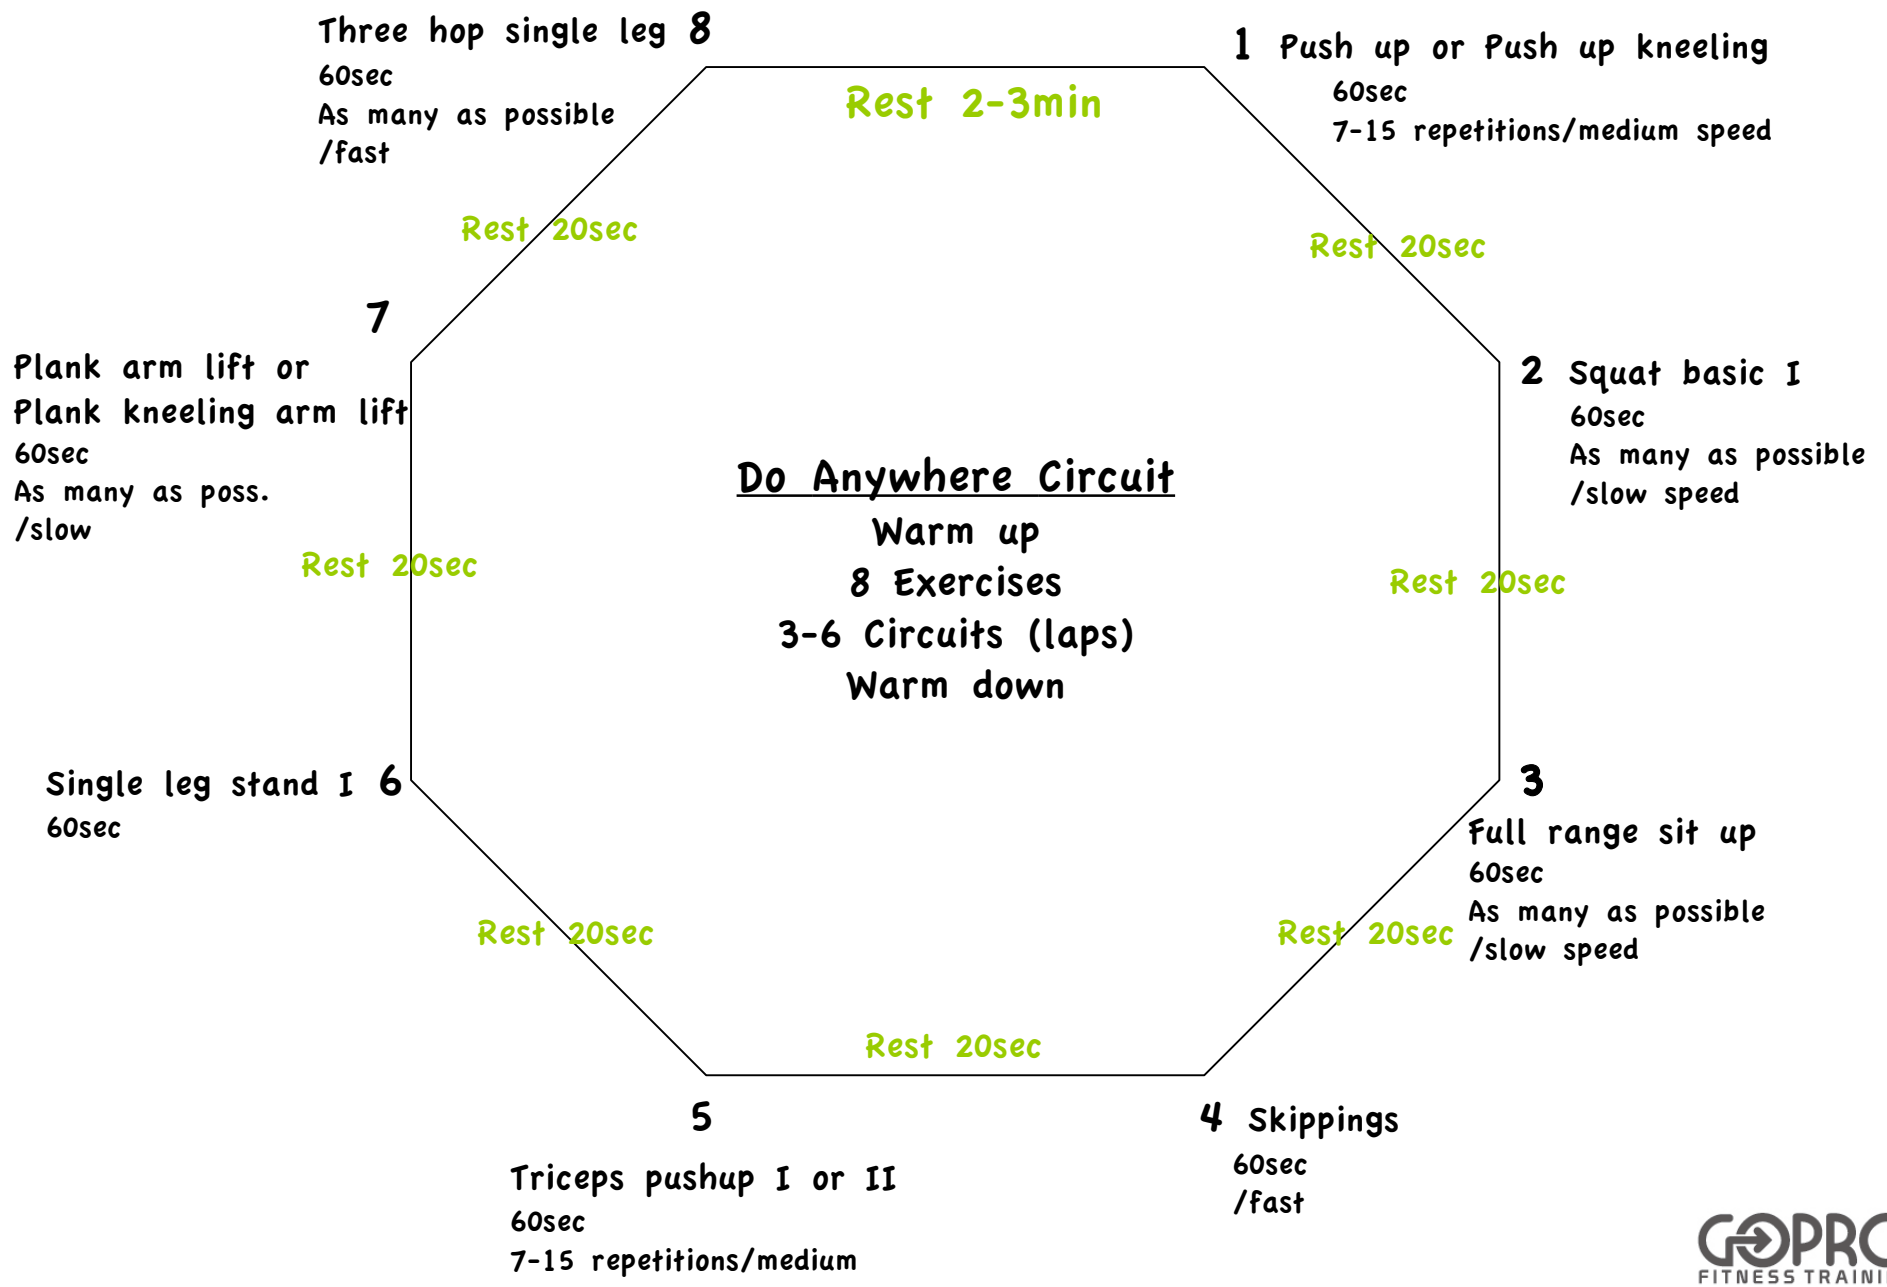 Three hop single leg 8
60sec
As many as possible
/fast
Rest 2-3min
1 Push up or Push up kneeling
60sec
7-15 repetitions/medium speed
Rest 20sec
Rest 20sec
7
Plank arm lift or
Plank kneeling arm lift
60sec
As many as poss.
/slow
2 Squat basic I
60sec
As many as possible
/slow speed
Do Anywhere Circuit
Warm up
8 Exercises
3-6 Circuits (laps)
Warm down
Rest 20sec
Rest 20sec
Single leg stand I 6
60sec
3
Full range sit up
60sec
As many as possible
/slow speed
Rest 20sec
Rest 20sec
Rest 20sec
5
Triceps pushup I or II
60sec
7-15 repetitions/medium
4 Skippings
60sec
/fast
GOPRO
FITNESS TRAINI